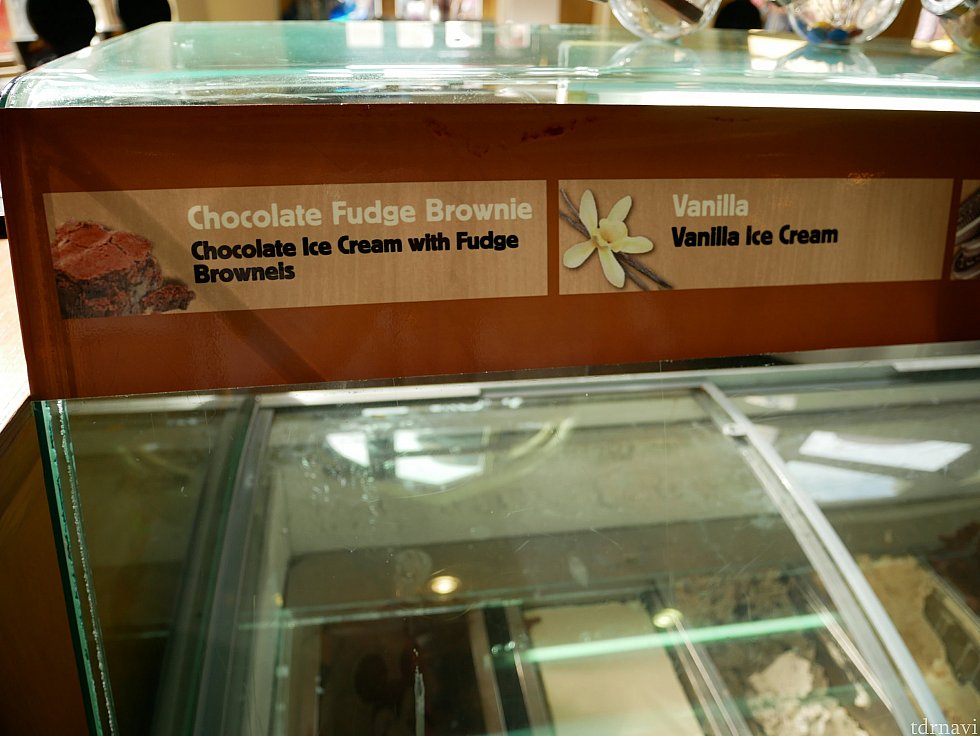 Chocolate Fudge Brownie
Chocolate Ice Cream with Fudge
Browneis
Vanilla
Vanilla Ice Cream
tdrnavi